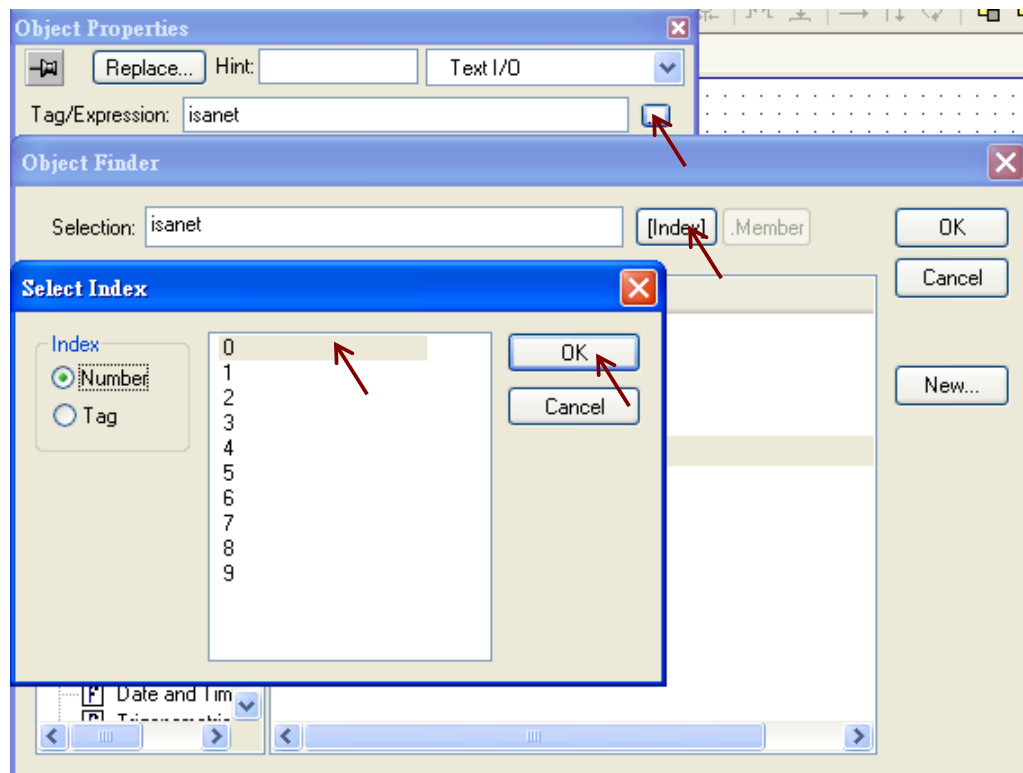 Object Properties
Replace... Hint: Text I/O
Tag/Expression: isanet
Object Finder
Selection: isanet [Index] .Member OK
Cancel
New...
Select Index
Index
Number
Tag
0
1
2
3
4
5
6
7
8
9
OK
Cancel
Date and Tim